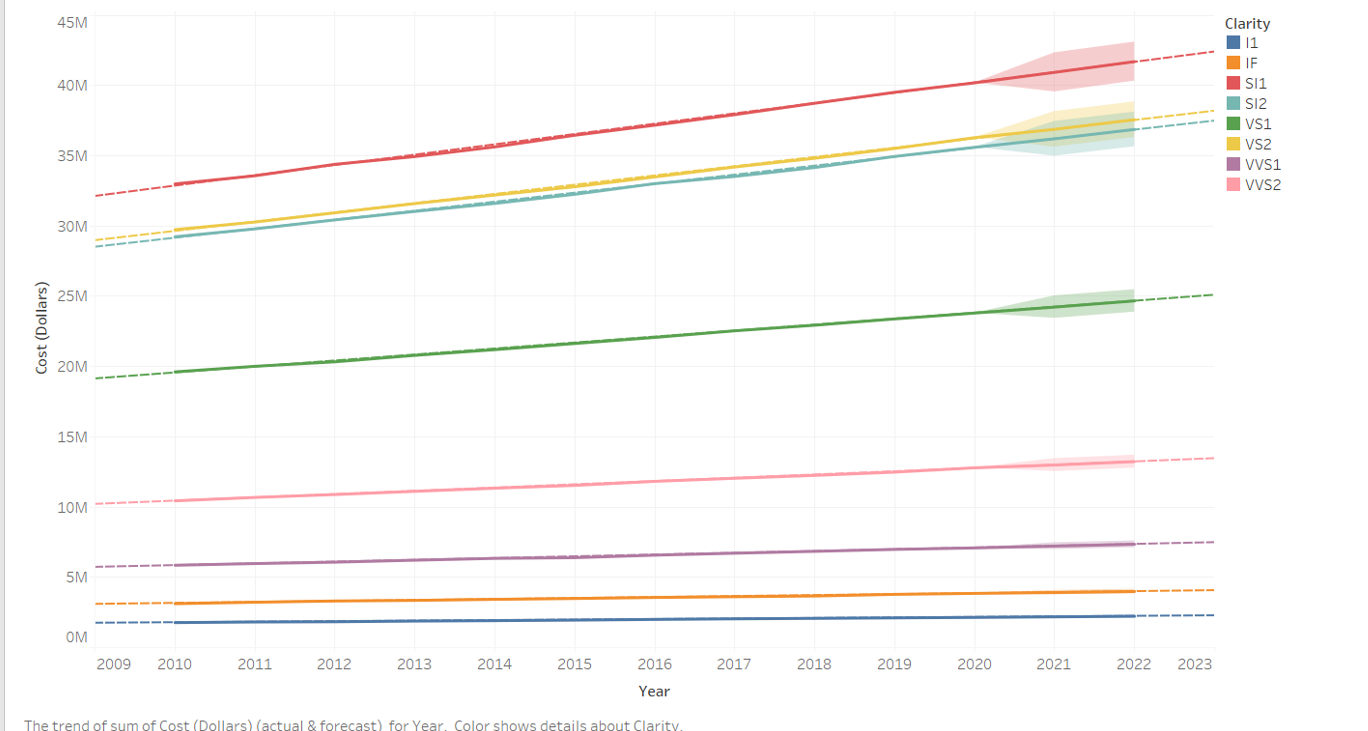 45M
40M
35M
30M
25M
20M
15M
10M
5M
0M
Cost (Dollars)
2009 2010 2011 2012 2013 2014 2015 2016 2017 2018 2019 2020 2021 2022 2023
Year
Clarity
I1
IF
SI1
SI2
VS1
VS2
VVS1
VVS2
The trend of sum of Cost (Dollars) (actual & forecast) for Year. Color shows details about Clarity.